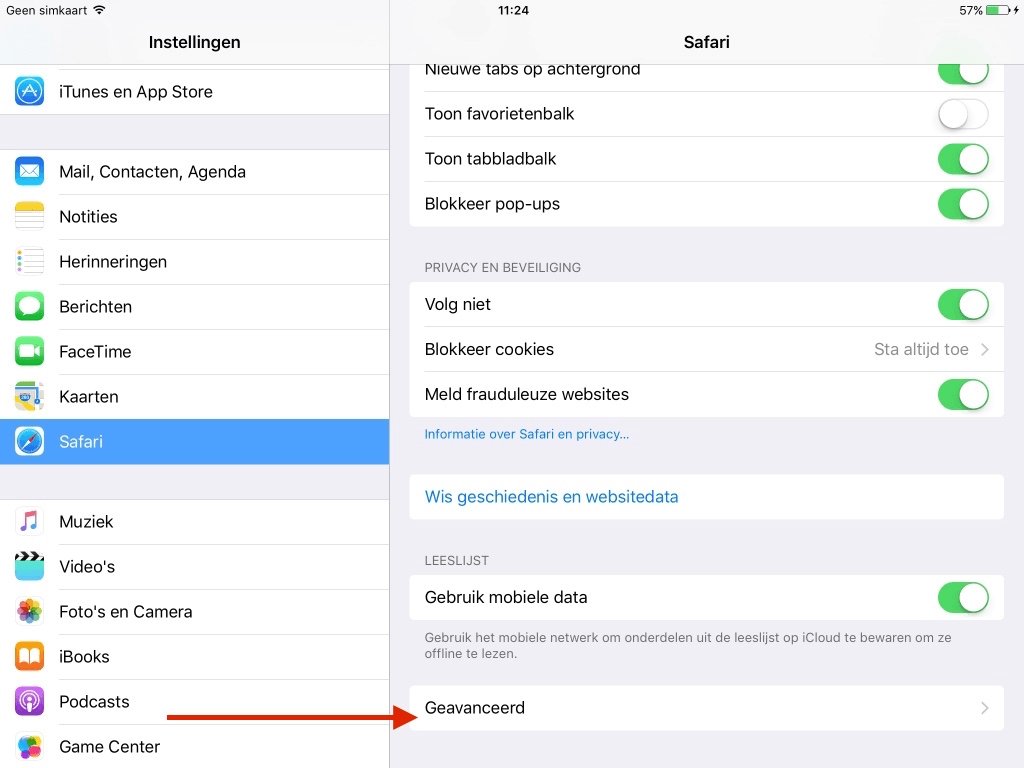 Geen simkaart
11:24
57%
Instellingen
Safari
iTunes en App Store
Mail, Contacten, Agenda
Notities
Herinneringen
Berichten
FaceTime
Kaarten
Safari
Muziek
Video's
Foto's en Camera
iBooks
Podcasts
Game Center
Nieuwe tabs op achtergrond
Toon favorietenbalk
Toon tabbladbalk
Blokkeer pop-ups
PRIVACY EN BEVEILIGING
Volg niet
Blokkeer cookies Sta altijd toe
Meld frauduleuze websites
Informatie over Safari en privacy...
Wis geschiedenis en websitedata
LEESLIJST
Gebruik mobiele data
Gebruik het mobiele netwerk om onderdelen uit de leeslijst op iCloud te bewaren om ze
offline te lezen.
Geavanceerd